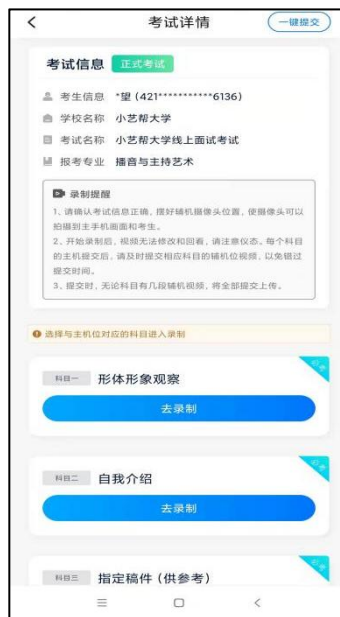 考试详情
一键提交
考试信息 正式考试
考生信息 *望 (421***********6136)
学校名称 小艺帮大学
考试名称 小艺帮大学线上面试考试
报考专业 播音与主持艺术
录制提醒
1、请确认考试信息正确，摆好辅机摄像头位置，使摄像头可以
拍摄到主手机画面和考生。
2、开始录制后，视频无法修改和回看，请注意仪态。每个科目
的主机提交后，请及时提交相应科目的辅机位视频，以免错过
提交时间。
3、提交时，无论科目有几段辅机视频，将全部提交上传。
选择与主机位对应的科目进入录制
必考
科目一 形体形象观察
去录制
必考
科目二 自我介绍
去录制
必考
科目三 指定稿件 (供参考)